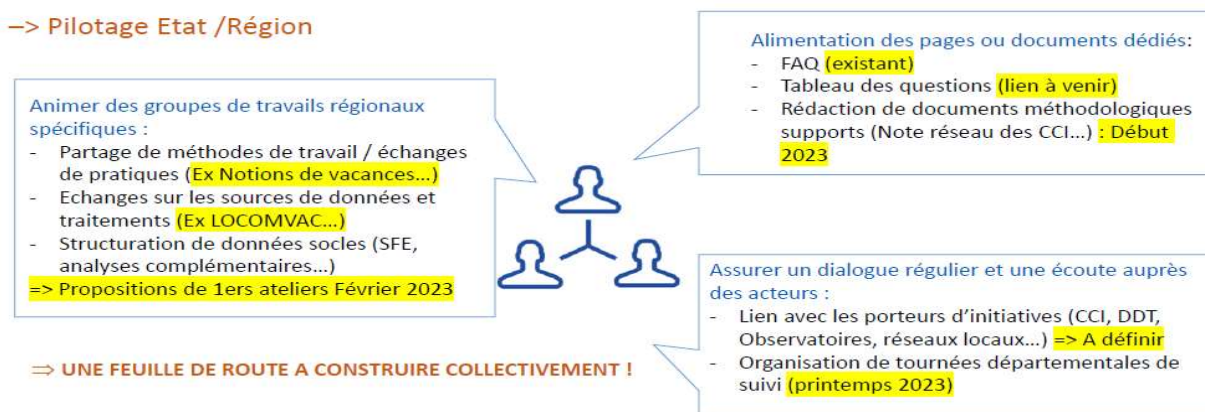 –> Pilotage Etat /Région
Animer des groupes de travails régionaux
spécifiques :
- Partage de méthodes de travail / échanges
de pratiques (Ex Notions de vacances...)
- Echanges sur les sources de données et
traitements (Ex LOCOMVAC...)
- Structuration de données socles (SFE,
analyses complémentaires...)
=> Propositions de 1ers ateliers Février 2023
Alimentation des pages ou documents dédiés:
- FAQ (existant)
- Tableau des questions (lien à venir)
- Rédaction de documents méthodologiques
supports (Note réseau des CCI...) : Début
2023
Assurer un dialogue régulier et une écoute auprès
des acteurs :
- Lien avec les porteurs d'initiatives (CCI, DDT,
Observatoires, réseaux locaux...) => A définir
- Organisation de tournées départementales de
suivi (printemps 2023)
⇒ UNE FEUILLE DE ROUTE A CONSTRUIRE COLLECTIVEMENT !